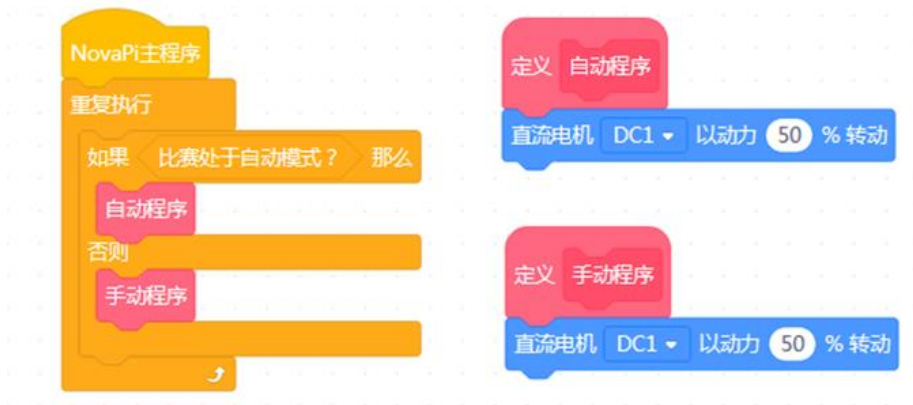 NovaPi主程序
重复执行
如果 比赛处于自动模式？ 那么
自动程序
否则
手动程序
定义 自动程序
直流电机 DC1 以动力 50 % 转动
定义 手动程序
直流电机 DC1 以动力 50 % 转动